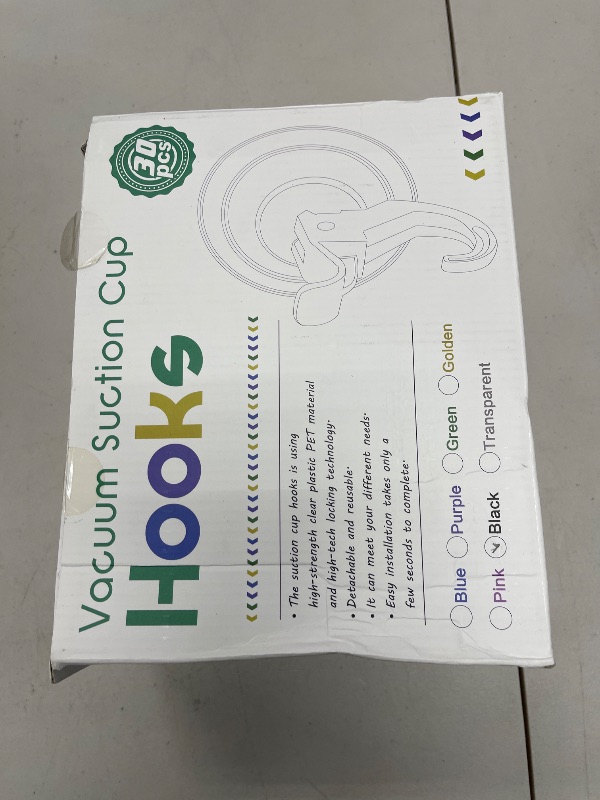 30
pcs
Vacuum Suction Cup
Hooks
• The suction cup hooks is using
high-strength clear plastic PET material
and high-tech locking technology.
• Detachable and reusable.
• It can meet your different needs.
• Easy installation takes only a
few seconds to complete.
Blue Purple Green Golden
Pink Black Transparent